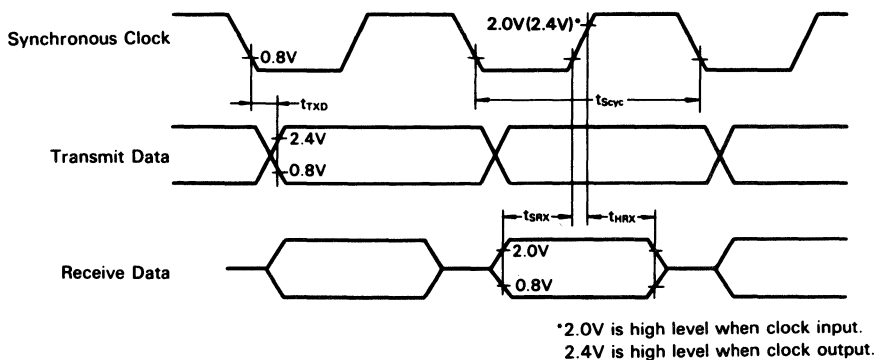 Synchronous Clock
0.8V
2.0V(2.4V)*
tScyc
tTXD
Transmit Data
2.4V
0.8V
tSRX
tHRX
Receive Data
2.0V
0.8V
*2.0V is high level when clock input.
2.4V is high level when clock output.